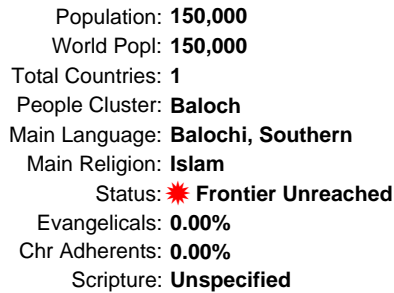 Population: 150,000
World Popl: 150,000
Total Countries: 1
People Cluster: Baloch
Main Language: Balochi, Southern
Main Religion: Islam
Status: Frontier Unreached
Evangelicals: 0.00%
Chr Adherents: 0.00%
Scripture: Unspecified